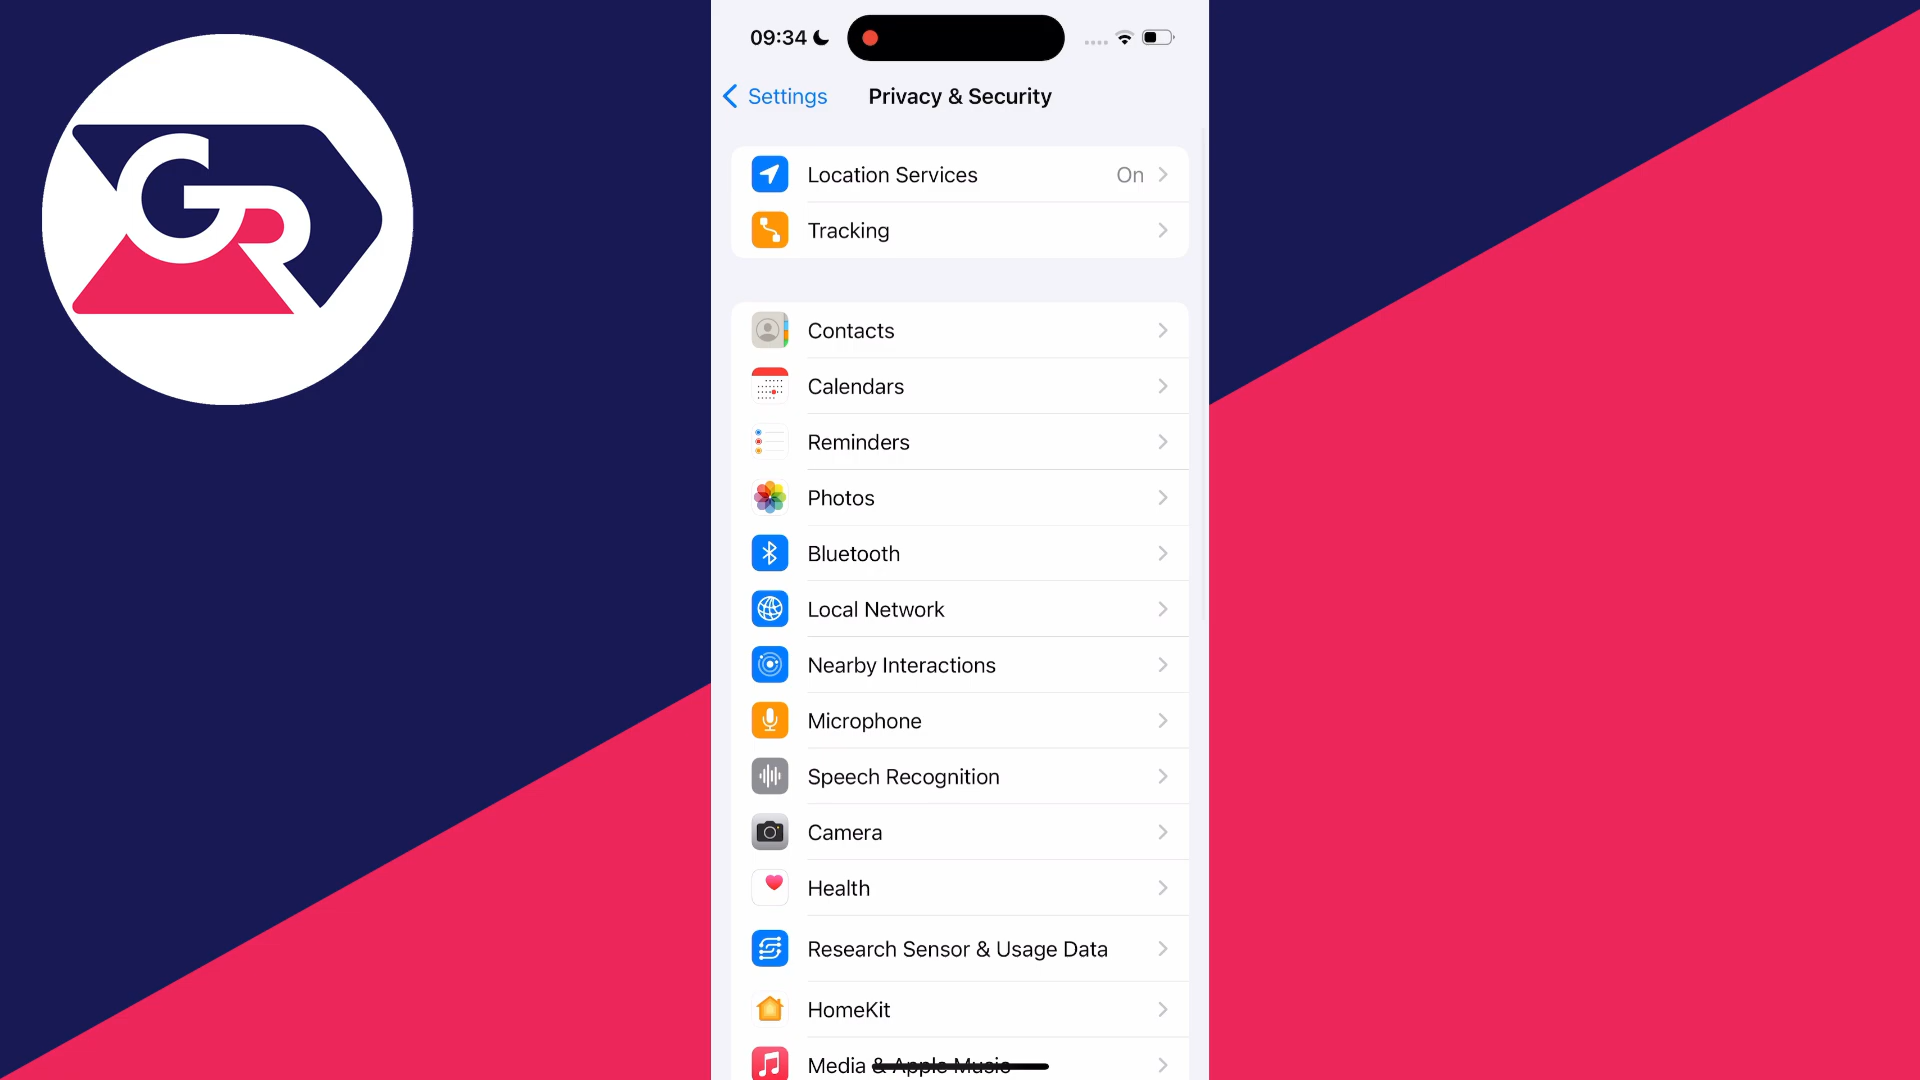 GR
09:34
Settings
Privacy & Security
Location Services On
Tracking
Contacts
Calendars
Reminders
Photos
Bluetooth
Local Network
Nearby Interactions
Microphone
Speech Recognition
Camera
Health
Research Sensor & Usage Data
HomeKit
Media & Apple Music